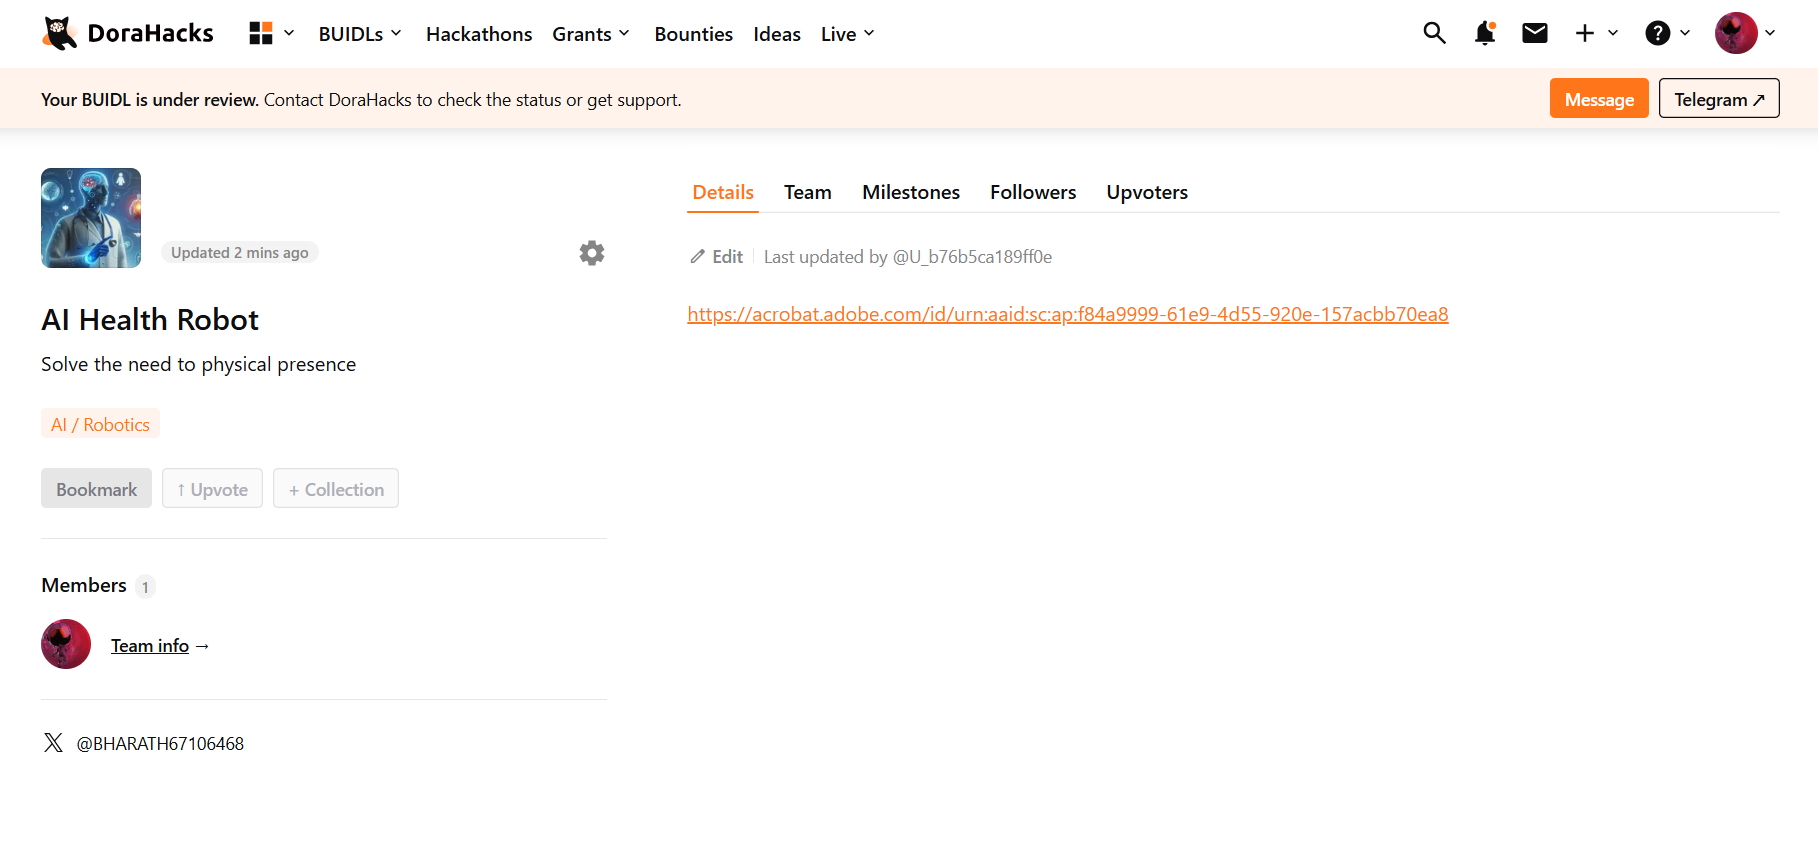 DoraHacks BUIDLs Hackathons Grants Bounties Ideas Live
Your BUIDL is under review. Contact DoraHacks to check the status or get support. Message Telegram ↗
Updated 2 mins ago
AI Health Robot
Solve the need to physical presence
AI / Robotics
Bookmark ↑ Upvote + Collection
Members 1
Team info →
@BHARATH67106468
Details Team Milestones Followers Upvoters
Edit Last updated by @U_b76b5ca189ff0e
https://acrobat.adobe.com/id/urn:aaid:sc:ap:f84a9999-61e9-4d55-920e-157acbb70ea8